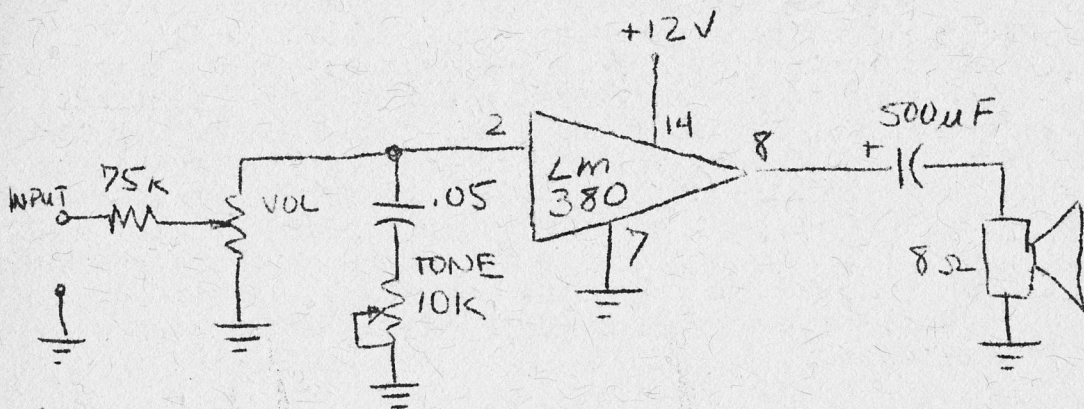 +12V
500µF
2
14
8
+
75K
LM
380
INPUT
VOL
.05
7
TONE
10K
8Ω